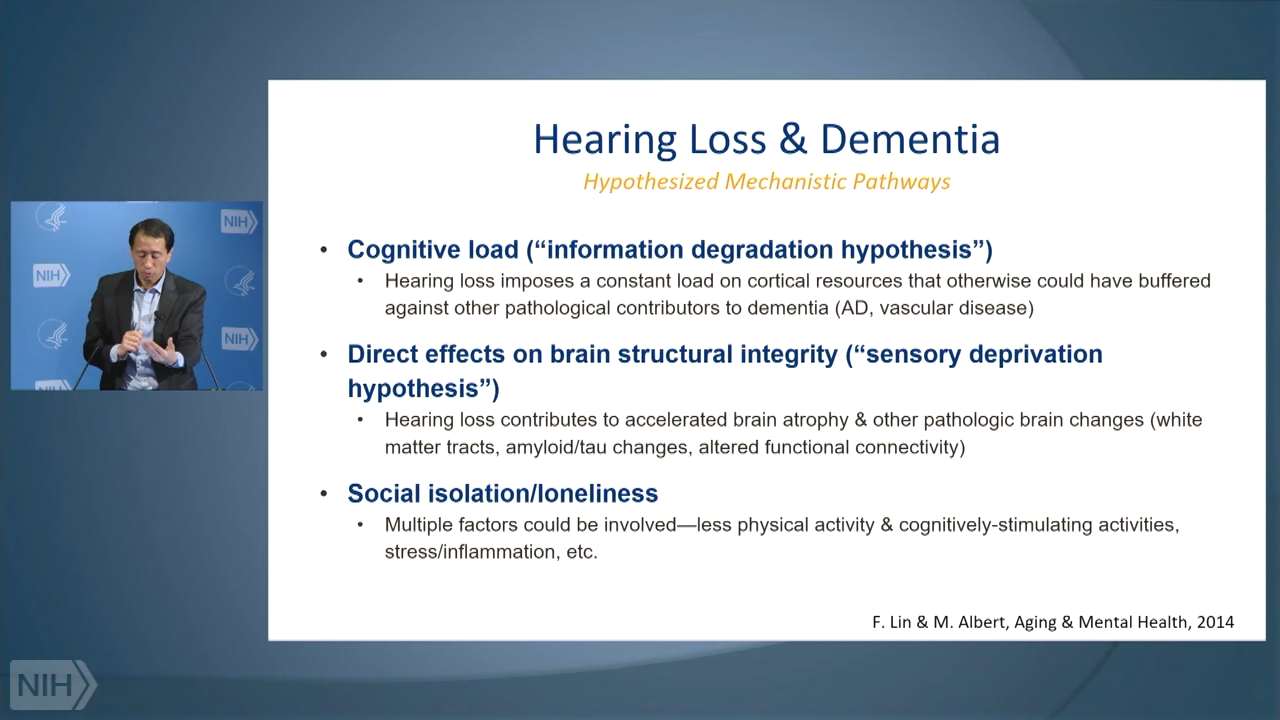 Hearing Loss & Dementia
Hypothesized Mechanistic Pathways
• Cognitive load (“information degradation hypothesis”)
• Hearing loss imposes a constant load on cortical resources that otherwise could have buffered
against other pathological contributors to dementia (AD, vascular disease)
• Direct effects on brain structural integrity (“sensory deprivation
hypothesis”)
• Hearing loss contributes to accelerated brain atrophy & other pathologic brain changes (white
matter tracts, amyloid/tau changes, altered functional connectivity)
• Social isolation/loneliness
• Multiple factors could be involved—less physical activity & cognitively-stimulating activities,
stress/inflammation, etc.
F. Lin & M. Albert, Aging & Mental Health, 2014
NIH
NIH
NIH
NIH
NIH